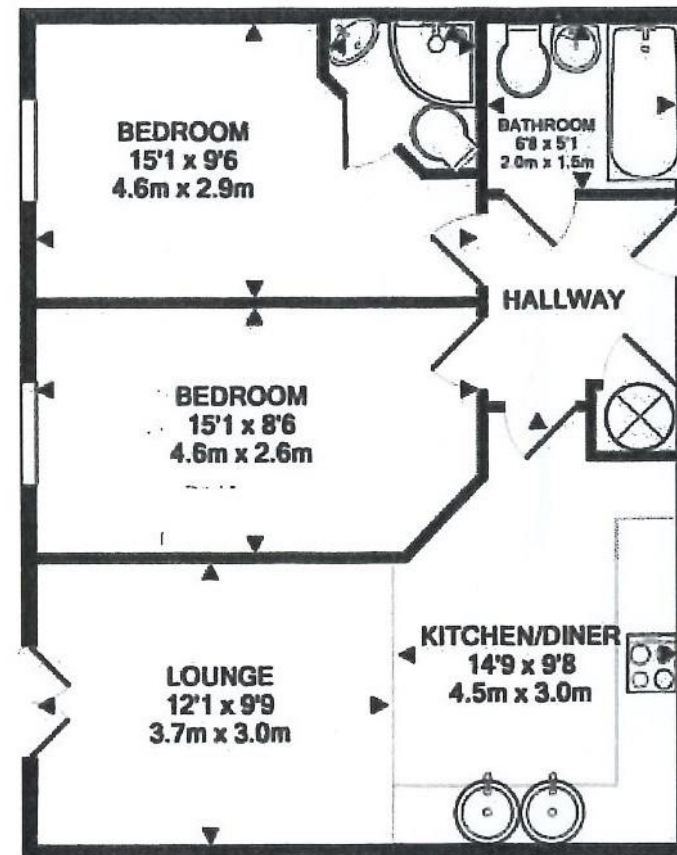 BEDROOM
15'1 x 9'6
4.6m x 2.9m
BATHROOM
6'8 x 5'1
2.0m x 1.5m
HALLWAY
BEDROOM
15'1 x 8'6
4.6m x 2.6m
KITCHEN/DINER
14'9 x 9'8
4.5m x 3.0m
LOUNGE
12'1 x 9'9
3.7m x 3.0m